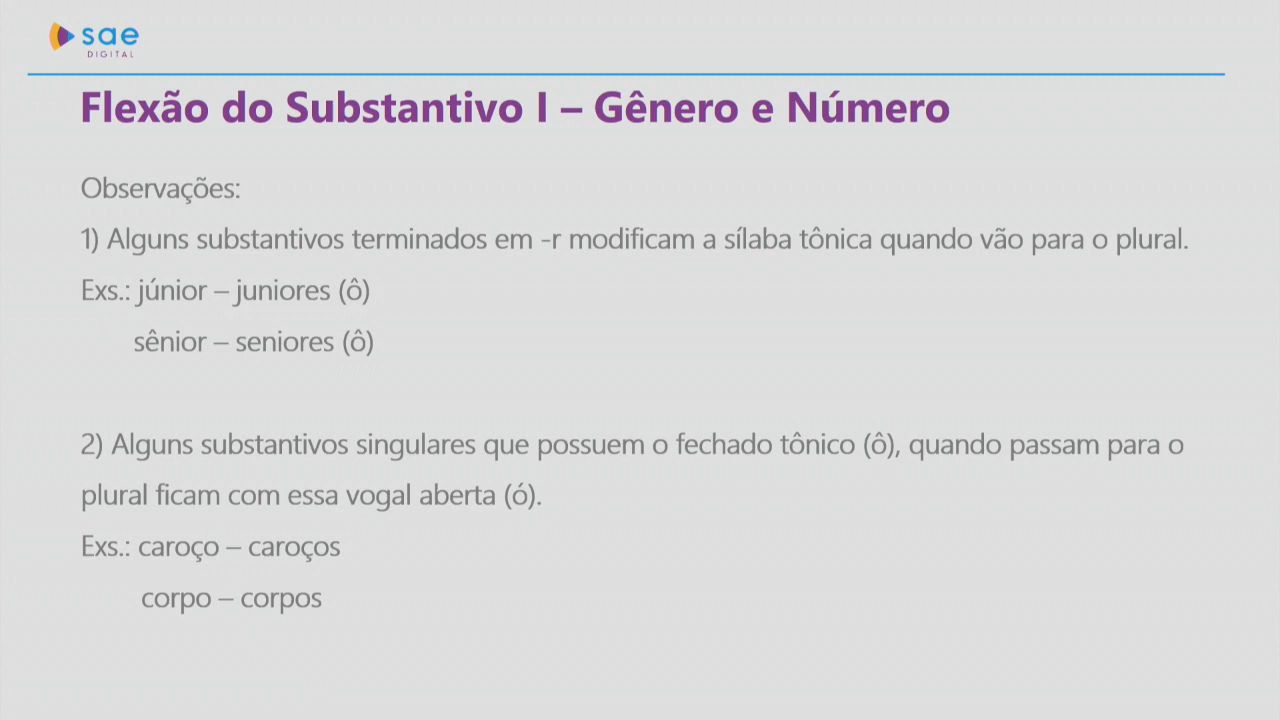 sae
DIGITAL
Flexão do Substantivo I – Gênero e Número
Observações:
1) Alguns substantivos terminados em -r modificam a sílaba tônica quando vão para o plural.
Exs.: júnior – juniores (ô)
sênior – seniores (ô)
2) Alguns substantivos singulares que possuem o fechado tônico (ô), quando passam para o
plural ficam com essa vogal aberta (ó).
Exs.: caroço – caroços
corpo – corpos